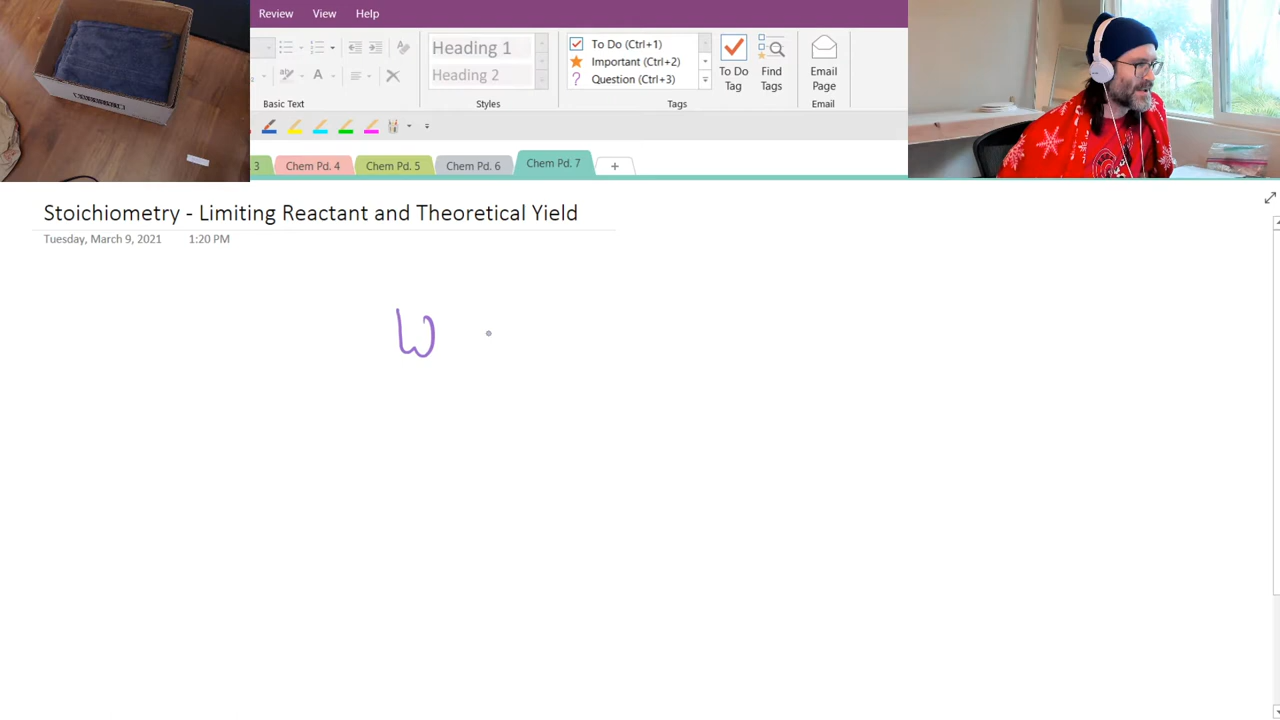 Review View Help
Heading 1
Heading 2
To Do (Ctrl+1)
Important (Ctrl+2)
Question (Ctrl+3)
To Do
Tag
Find
Tags
Email
Page
Basic Text Styles Tags Email
3 Chem Pd. 4 Chem Pd. 5 Chem Pd. 6 Chem Pd. 7 +
Stoichiometry - Limiting Reactant and Theoretical Yield
Tuesday, March 9, 2021 1:20 PM
W